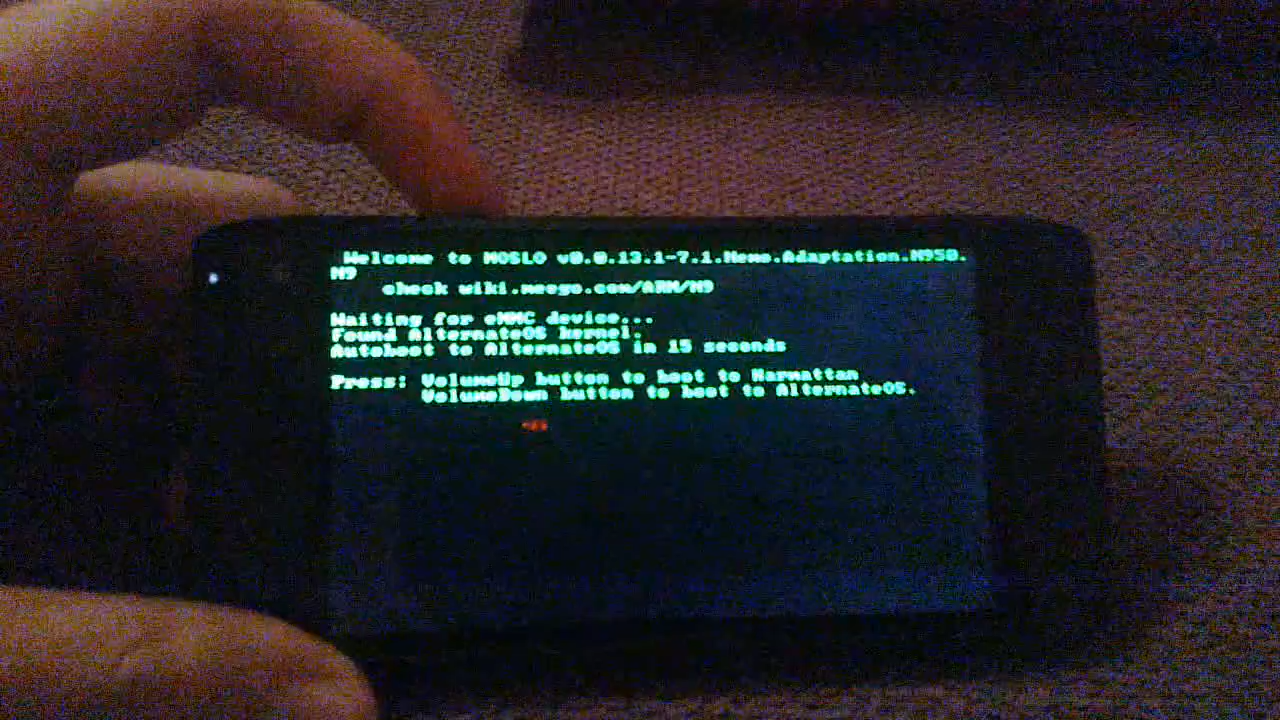 Welcome to MOSLO v0.0.13.1-7.1.Nemo.Adaptation.N950.
N9
check wiki.meego.com/ARM/N9
Waiting for eMMC device...
Found AlternateOS kernel.
Autoboot to AlternateOS in 15 seconds
Press: VolumeUp button to boot to Harmattan
VolumeDown button to boot to AlternateOS.